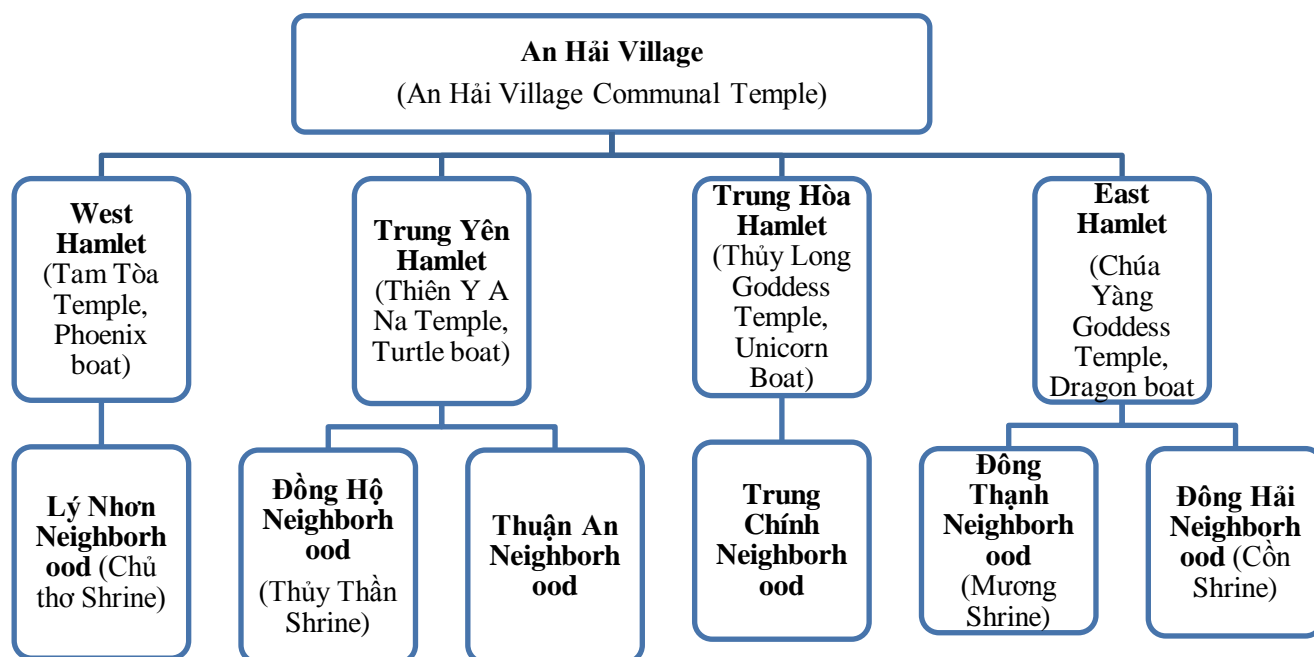 An Hải Village
(An Hải Village Communal Temple)
West
Hamlet
(Tam Tòa
Temple,
Phoenix
boat)
Trung Yên
Hamlet
(Thiên Y A
Na Temple,
Turtle boat)
Trung Hòa
Hamlet
(Thủy Long
Goddess
Temple,
Unicorn
Boat)
East
Hamlet
(Chúa
Yàng
Goddess
Temple,
Dragon boat
Lý Nhơn
Neighborh
ood (Chủ
thơ Shrine)
Đồng Hộ
Neighborh
ood
(Thủy Thần
Shrine)
Thuận An
Neighborh
ood
Trung
Chính
Neighborh
ood
Đông
Thạnh
Neighborh
ood
(Mương
Shrine)
Đông Hải
Neighborh
ood (Cồn
Shrine)